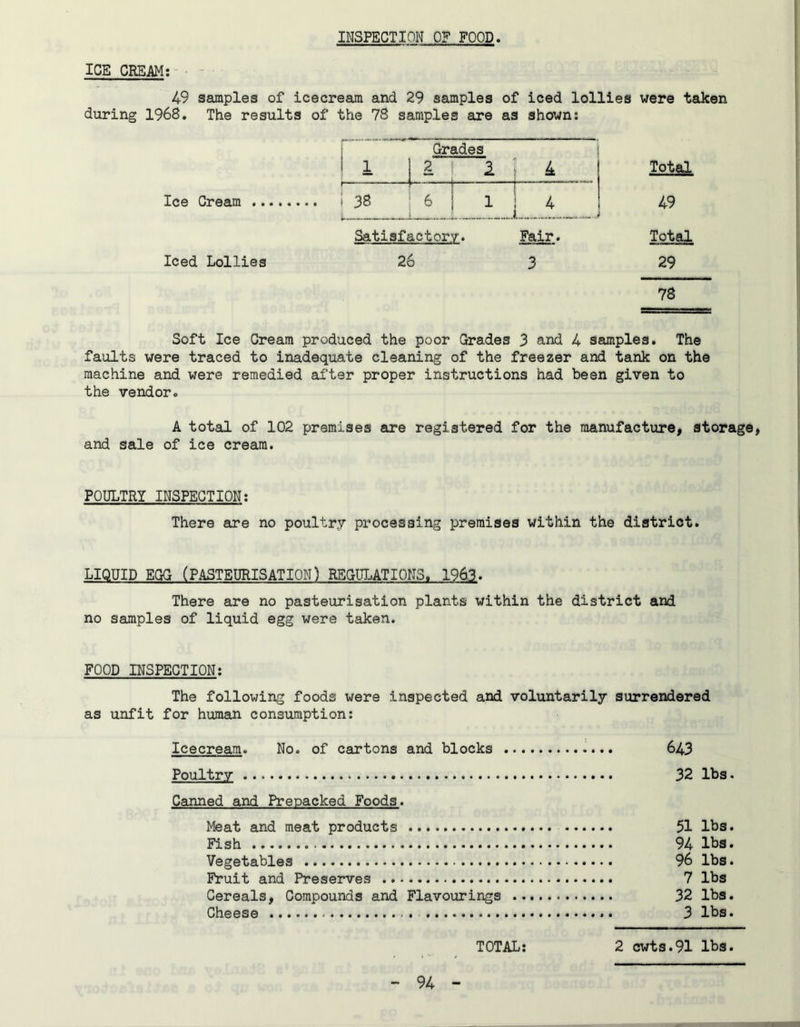 INSPECTION OF FOOD.
ICE CREAM:
49 samples of icecream and 29 samples of iced lollies were taken
during 1968. The results of the 78 samples are as shown:
Grades
1 2 3 4 Total
Ice Cream ........ 38 6 1 4 49
Satisfactory. Fair. Total
Iced Lollies 26 3 29
78
Soft Ice Cream produced the poor Grades 3 and 4 samples. The
faults were traced to inadequate cleaning of the freezer and tank on the
machine and were remedied after proper instructions had been given to
the vendor.
A total of 102 premises are registered for the manufacture, storage,
and sale of ice cream.
POULTRY INSPECTION:
There are no poultry processing premises within the district.
LIQUID EGG (PASTEURISATION) REGULATIONS, 1963.
There are no pasteurisation plants within the district and
no samples of liquid egg were taken.
FOOD INSPECTION:
The following foods were inspected and voluntarily surrendered
as unfit for human consumption:
Icecream. No. of cartons and blocks ............. 643
Poultry ............................................. 32 lbs.
Canned and Prepacked Foods.
Meat and meat products ........................ 51 lbs.
Fish ........................................... 94 lbs.
Vegetables ..................................... 96 lbs.
Fruit and Preserves ............................ 7 lbs
Cereals, Compounds and Flavourings ............ 32 lbs.
Cheese ......................................... 3 lbs.
TOTAL: 2 cwts.91 lbs.
- 94 -